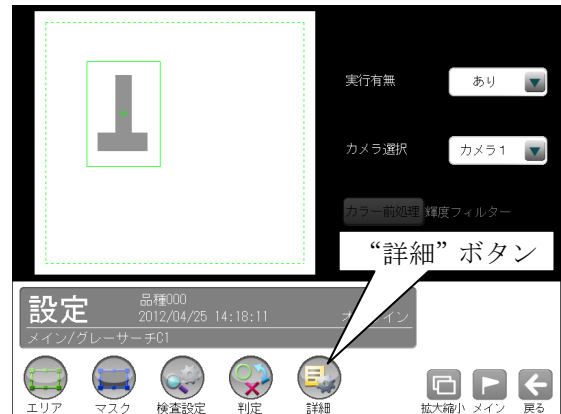 実行有無
あり
カメラ選択
カメラ1
カラー前処理 輝度フィルター
“詳細”ボタン
設定
品種000
2012/04/25 14:18:11
メイン/グレーサーチC1
エリア
マスク
検査設定
判定
詳細
拡大縮小
メイン
戻る